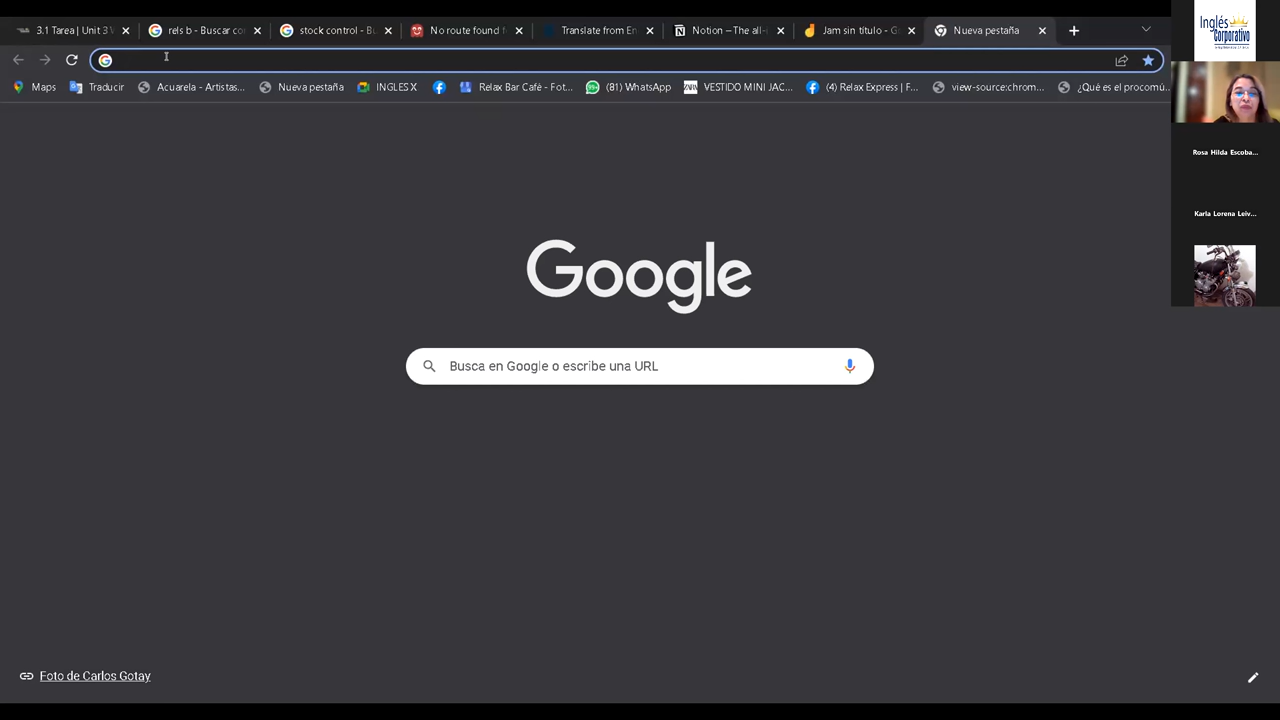 3.1 Tarea | Unit 3
rels b - Buscar co
stock control - Bu
No route found f
Translate from En
Notion – The all-i
Jam sin título - G
Nueva pestaña
Maps
Traducir
Acuarela - Artistas...
Nueva pestaña
INGLES X
Relax Bar Café - Fot...
(81) WhatsApp
VESTIDO MINI JAC...
(4) Relax Express | F...
view-source:chrom...
¿Qué es el procomú...
Google
Busca en Google o escribe una URL
Foto de Carlos Gotay
Inglés
Corporativo
Rosa Hilda Escoba...
Karla Lorena Leiv...